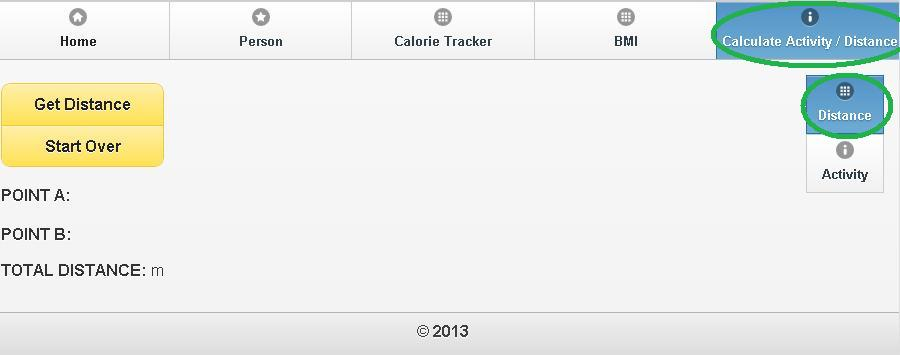 Home
Person
Calorie Tracker
BMI
Calculate Activity / Distance
Get Distance
Start Over
Distance
Activity
POINT A:
POINT B:
TOTAL DISTANCE: m
© 2013